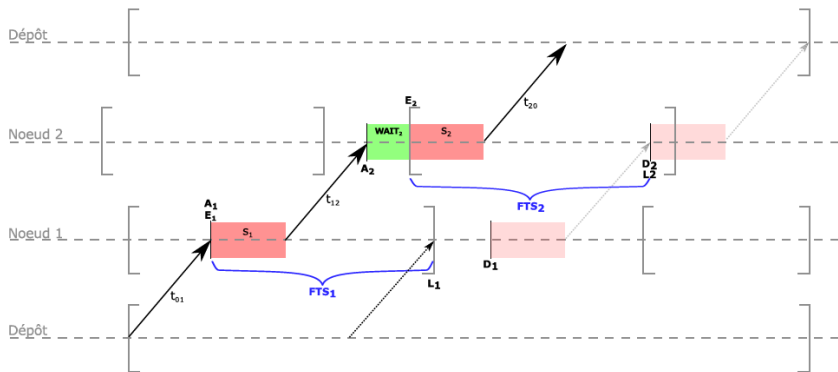 Dépôt
E₂
Noeud 2
WAIT₂
S₂
t₂₀
A₂
D₂
L2
t₁₂
FTS₂
A₁
E₁
Noeud 1
S₁
D₁
L₁
FTS₁
t₀₁
Dépôt